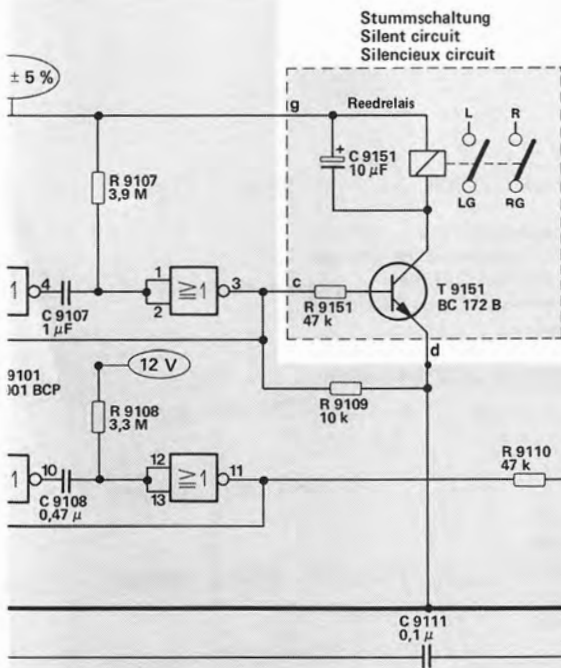 Stummschaltung
Silent circuit
Silencieux circuit
± 5 %
g
Reedrelais
L
R
+
C 9151
10 µF
LG
RG
R 9107
3,9 M
1
4
C 9107
1 µF
1
2
≧1
3
c
R 9151
47 k
T 9151
BC 172 B
d
9101
001 BCP
12 V
R 9108
3,3 M
R 9109
10 k
1
10
C 9108
0,47 µ
12
13
≧1
11
R 9110
47 k
C 9111
0,1 µ